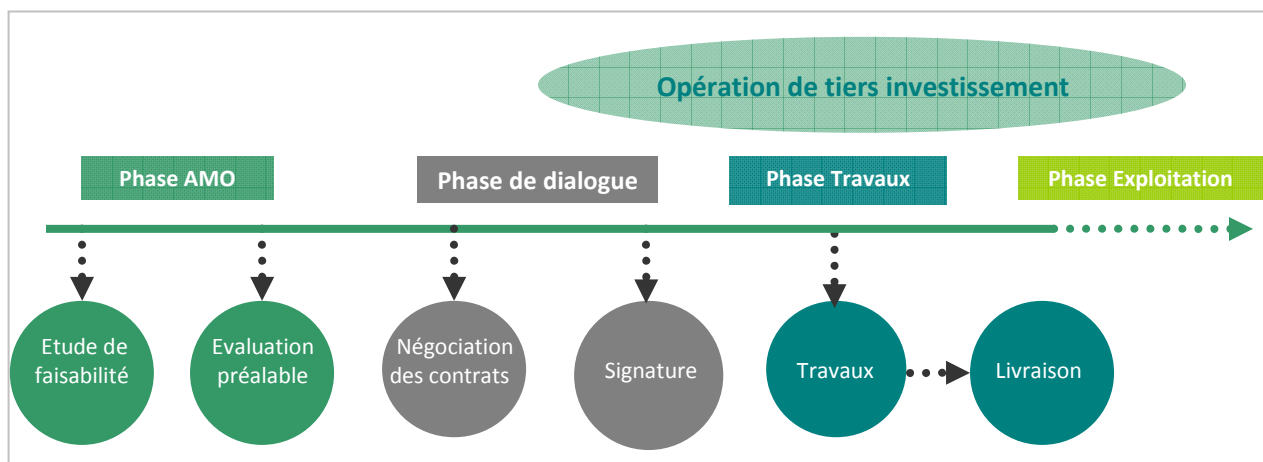 Opération de tiers investissement
Phase AMO
Phase de dialogue
Phase Travaux
Phase Exploitation
Etude de
faisabilité
Evaluation
préalable
Négociation
des contrats
Signature
Travaux
Livraison